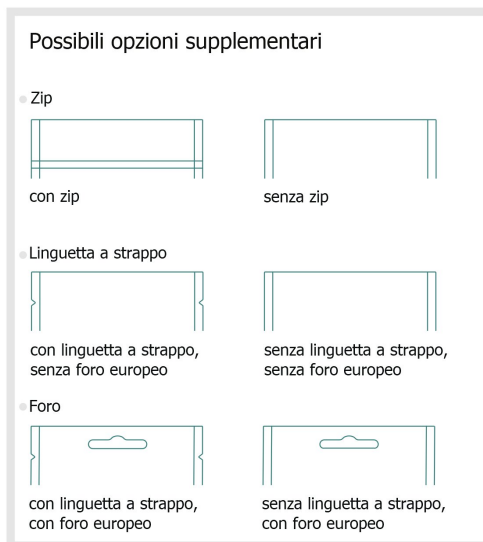 Possibili opzioni supplementari
Zip
con zip
senza zip
Linguetta a strappo
con linguetta a strappo,
senza foro europeo
senza linguetta a strappo,
senza foro europeo
Foro
con linguetta a strappo,
con foro europeo
senza linguetta a strappo,
con foro europeo